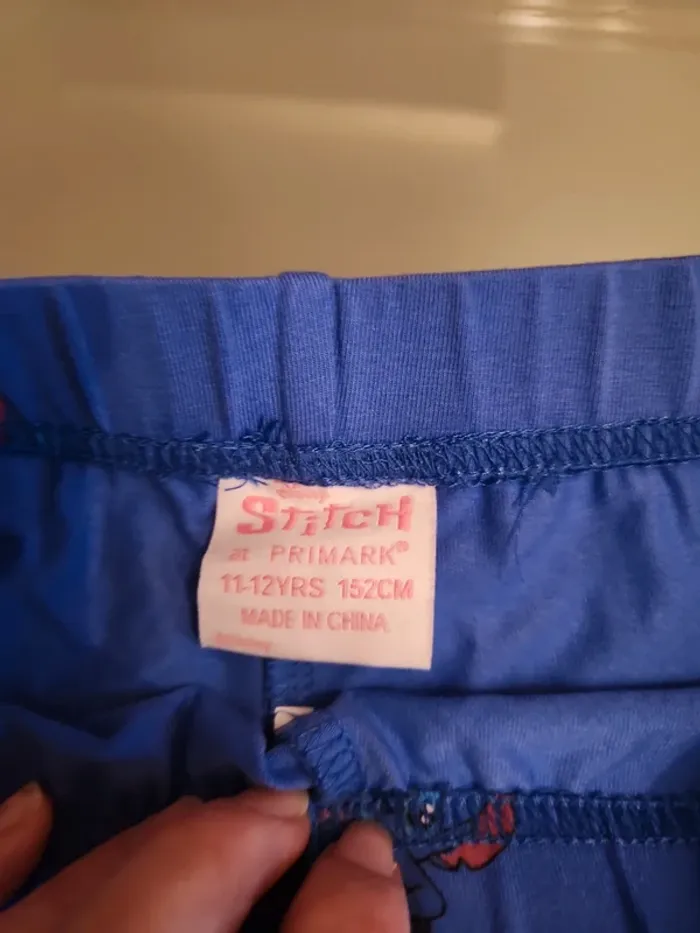 Disney
STiTCH
at PRIMARK®
11-12YRS 152CM
MADE IN CHINA